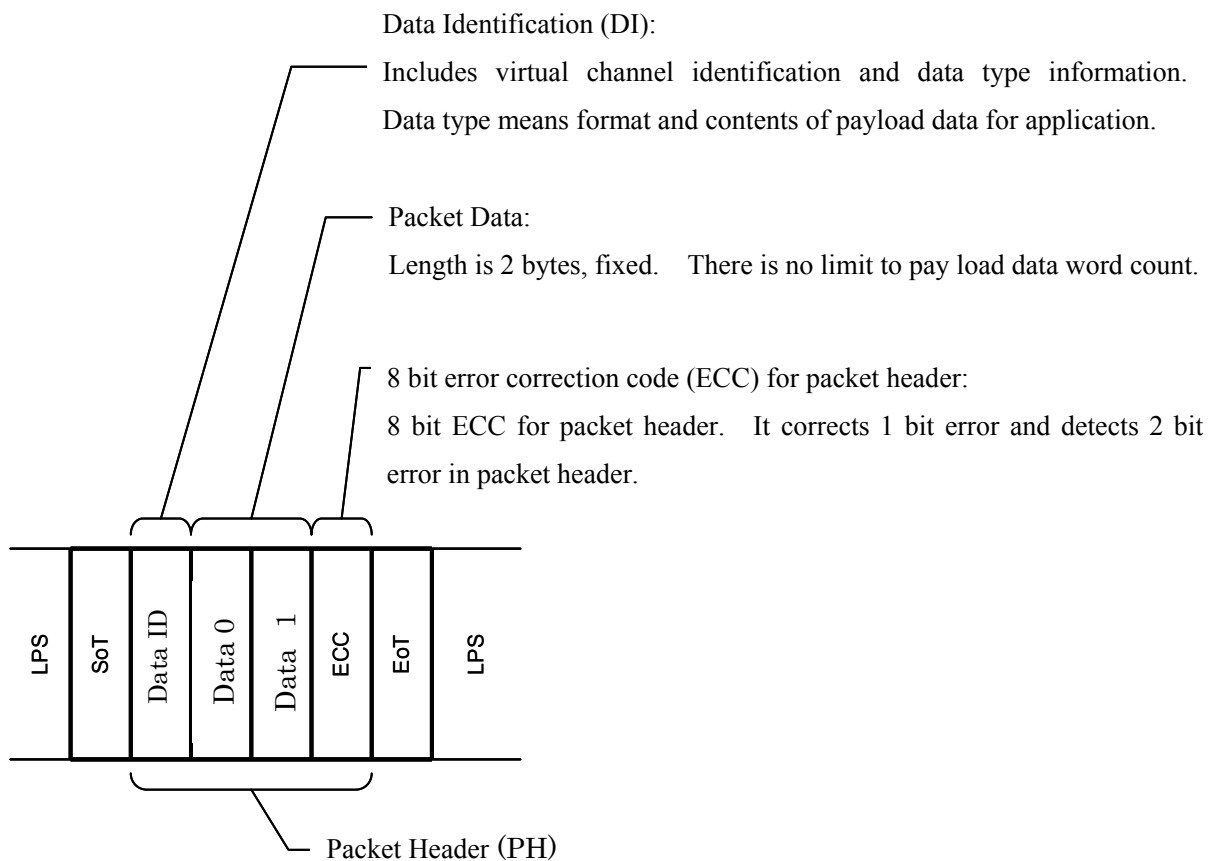 Data Identification (DI):
Includes virtual channel identification and data type information.
Data type means format and contents of payload data for application.
Packet Data:
Length is 2 bytes, fixed. There is no limit to pay load data word count.
8 bit error correction code (ECC) for packet header:
8 bit ECC for packet header. It corrects 1 bit error and detects 2 bit
error in packet header.
LPS
SoT
Data ID
Data 0
Data 1
ECC
EoT
LPS
Packet Header (PH)